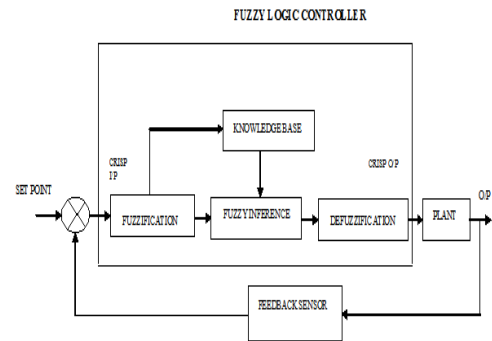 FUZZY LOGIC CONTROLLER
KNOWLEDGE BASE
CRISP
I/P
CRISP O/P
SET POINT
O/P
FUZZIFICATION
FUZZY INFERENCE
DEFUZZIFICATION
PLANT
FEEDBACK SENSOR